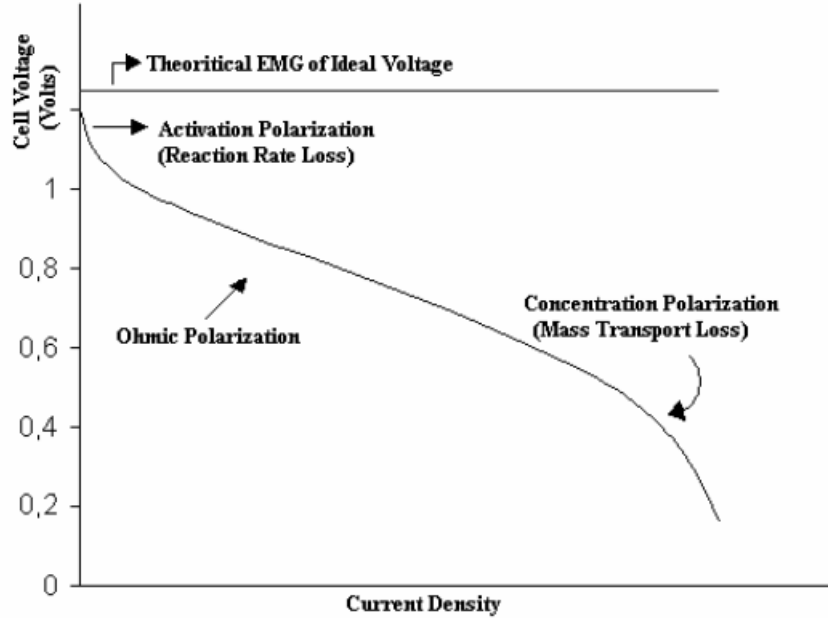 Cell Voltage
(Volts)
Theoritical EMG of Ideal Voltage
Activation Polarization
(Reaction Rate Loss)
1
0,8
0,6
0,4
0,2
0
Ohmic Polarization
Concentration Polarization
(Mass Transport Loss)
Current Density